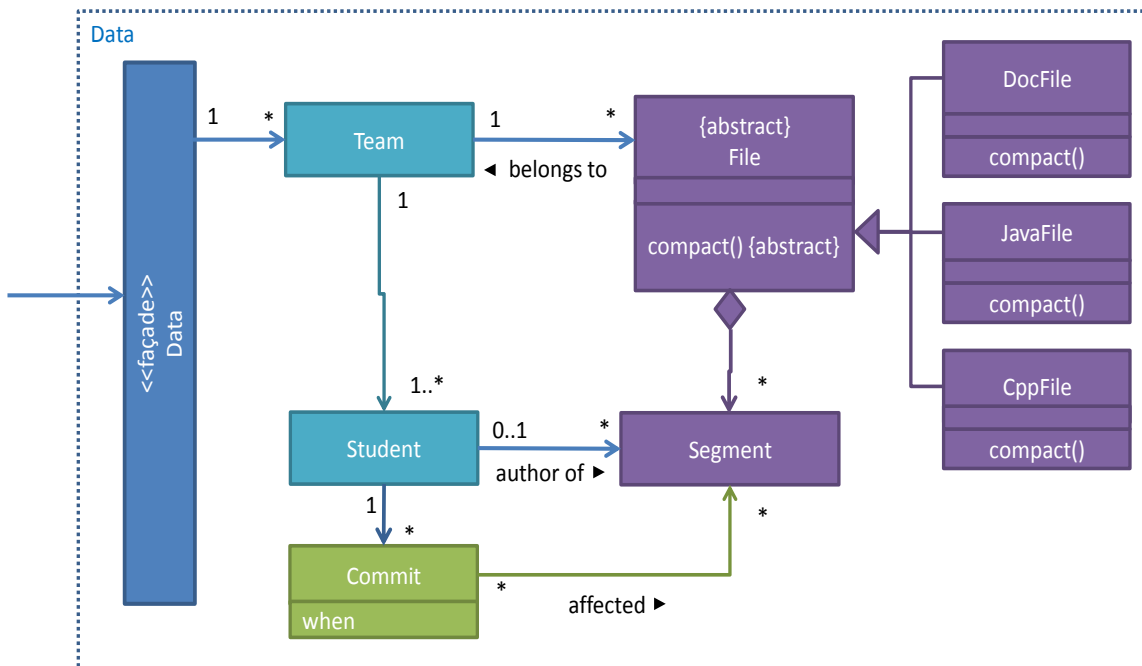 Data
<<façade>>
Data
1
*
Team
1
*
◄ belongs to
{abstract}
File
compact() {abstract}
DocFile
compact()
JavaFile
compact()
CppFile
compact()
1
1..*
*
Student
0..1
*
author of ►
Segment
1
*
*
Commit
when
*
affected ►